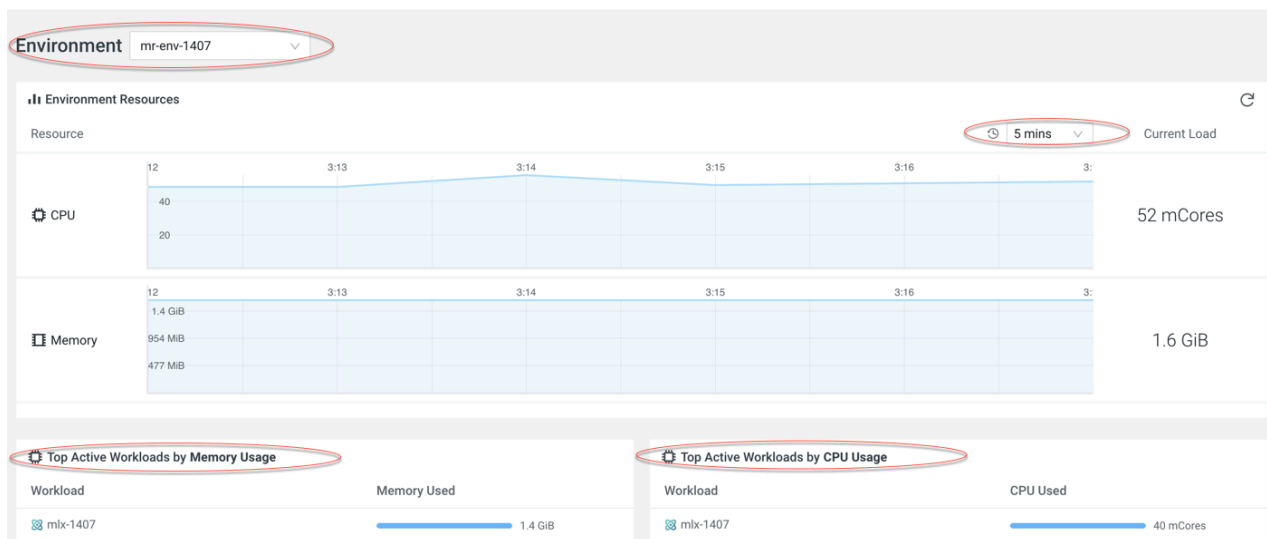 Environment mr-env-1407
Environment Resources
Resource 5 mins Current Load
12 3:13 3:14 3:15 3:16 3:
40
CPU 52 mCores
20
12 3:13 3:14 3:15 3:16 3:
1.4 GiB
Memory 954 MiB 1.6 GiB
477 MiB
Top Active Workloads by Memory Usage
Workload Memory Used
mlx-1407 1.4 GiB
Top Active Workloads by CPU Usage
Workload CPU Used
mlx-1407 40 mCores